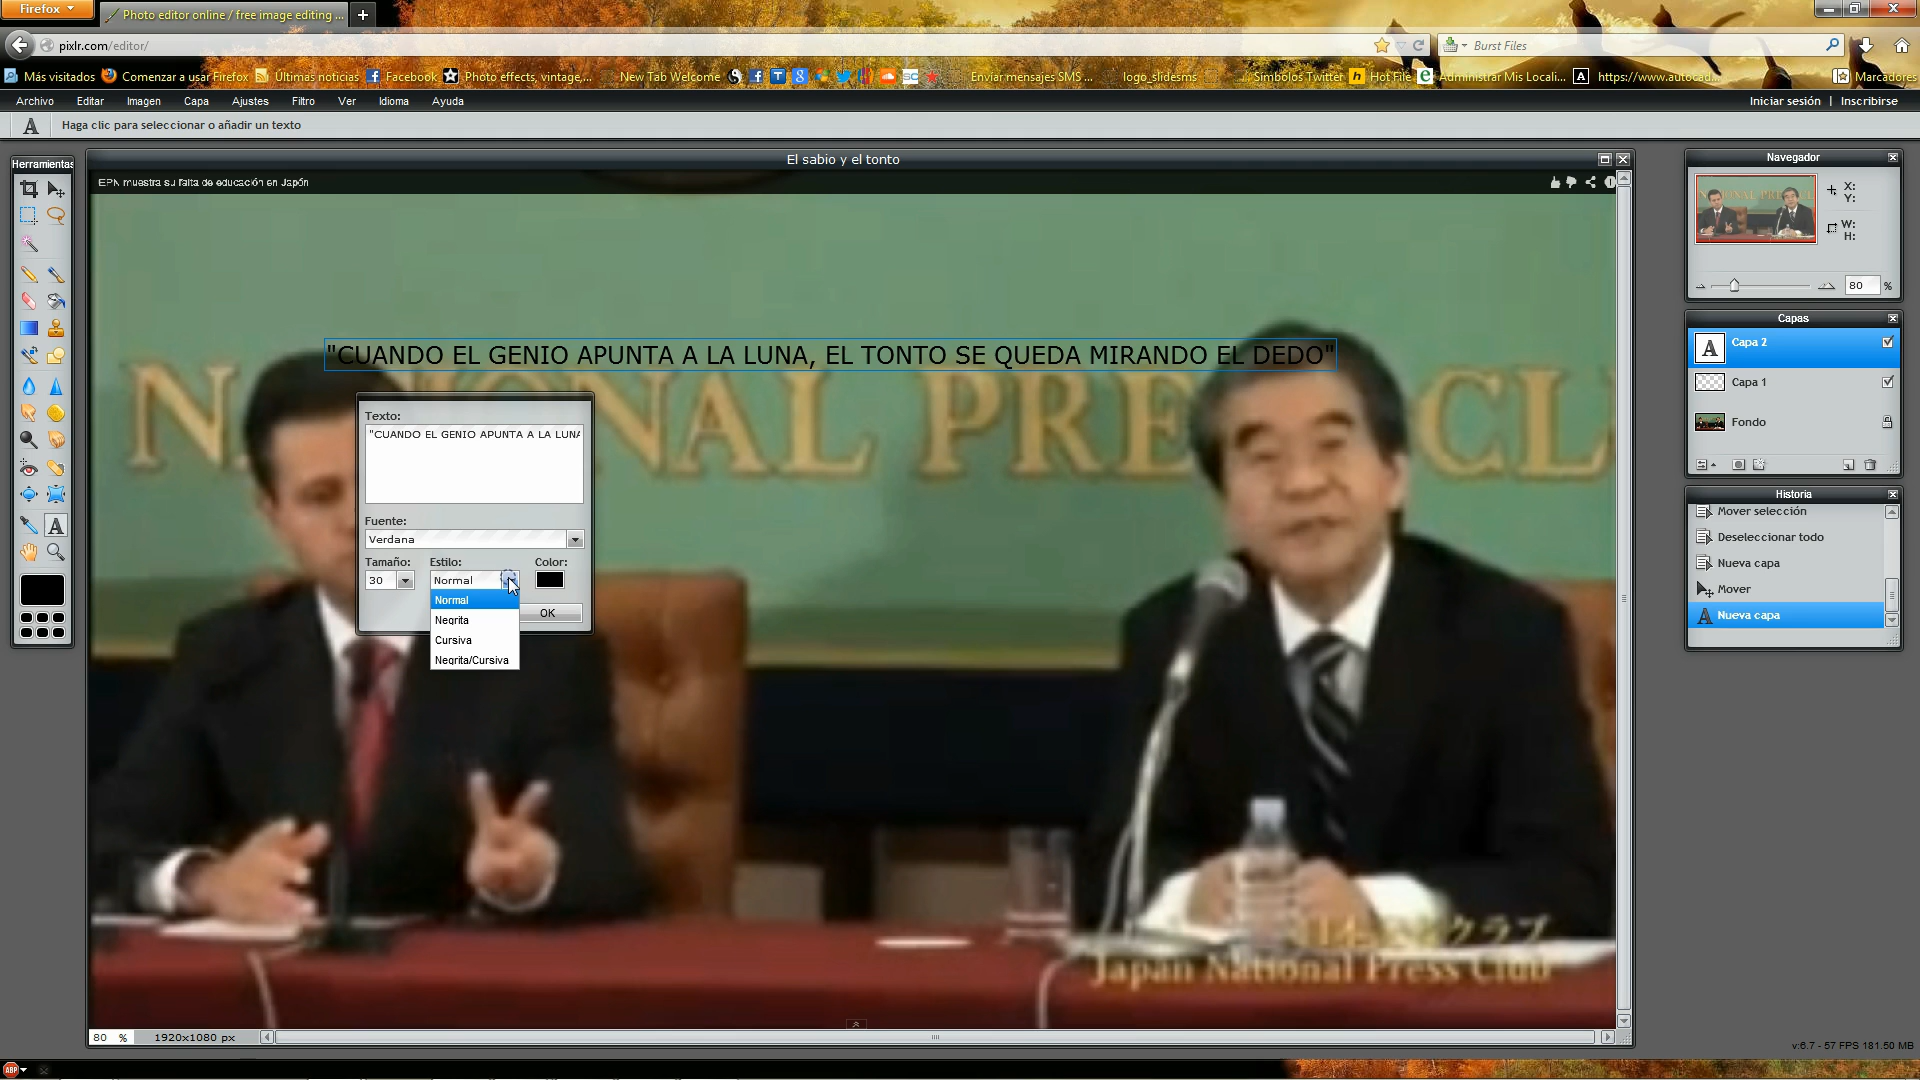 Firefox
Photo editor online / free image editing ...
pixlr.com/editor/
Burst Files
Más visitados
Comenzar a usar Firefox
Últimas noticias
Facebook
Photo effects, vintage,...
New Tab Welcome
Enviar mensajes SMS ...
logo_slidesms
Simbolos Twitter
Hot File
Administrar Mis Locali...
https://www.autocad...
Marcadores
Archivo Editar Imagen Capa Ajustes Filtro Ver Idioma Ayuda
Iniciar sesión | Inscribirse
A Haga clic para seleccionar o añadir un texto
Herramientas
El sabio y el tonto
EPN muestra su falta de educación en Japón
"CUANDO EL GENIO APUNTA A LA LUNA, EL TONTO SE QUEDA MIRANDO EL DEDO"
Texto:
"CUANDO EL GENIO APUNTA A LA LUNA
Fuente:
Verdana
Tamaño: Estilo: Color:
30 Normal
Normal
Negrita
Cursiva
Negrita/Cursiva
OK
Japan National Press Club
80 % 1920x1080 px
Navegador
X:
Y:
W:
H:
80 %
Capas
A Capa 2
Capa 1
Fondo
Historia
Mover selección
Deseleccionar todo
Nueva capa
Mover
A Nueva capa
v:6.7 - 57 FPS 181.50 MB
ABP